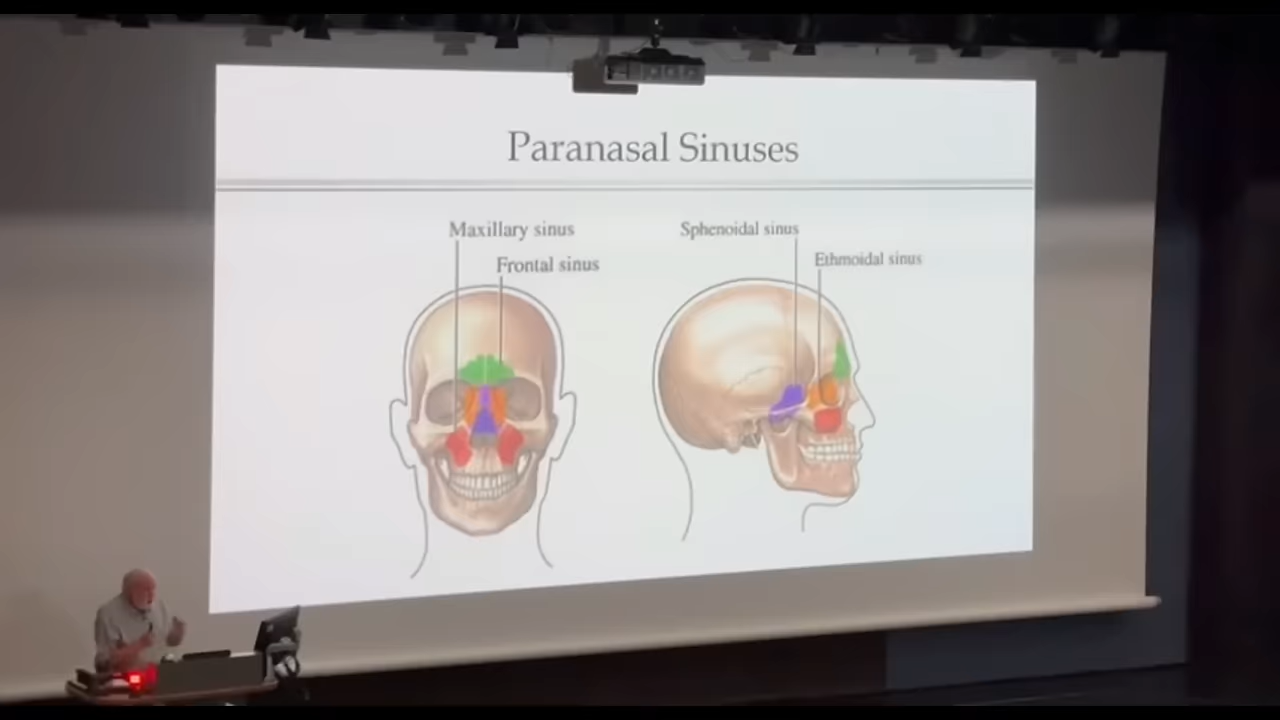 Paranasal Sinuses
Maxillary sinus
Frontal sinus
Sphenoidal sinus
Ethmoidal sinus